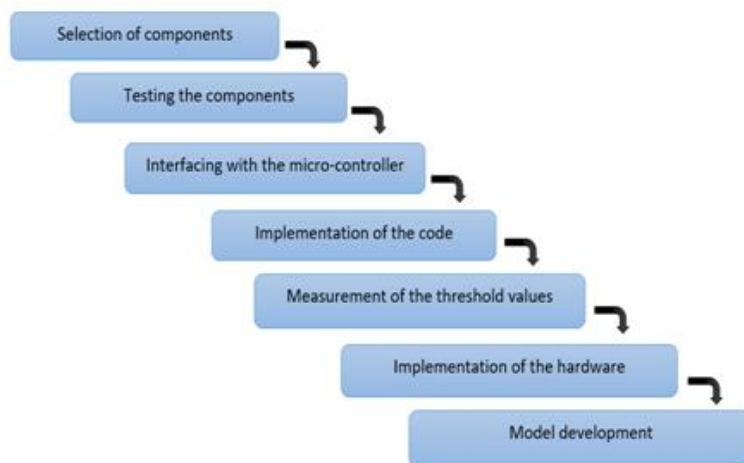 Selection of components
Testing the components
Interfacing with the micro-controller
Implementation of the code
Measurement of the threshold values
Implementation of the hardware
Model development